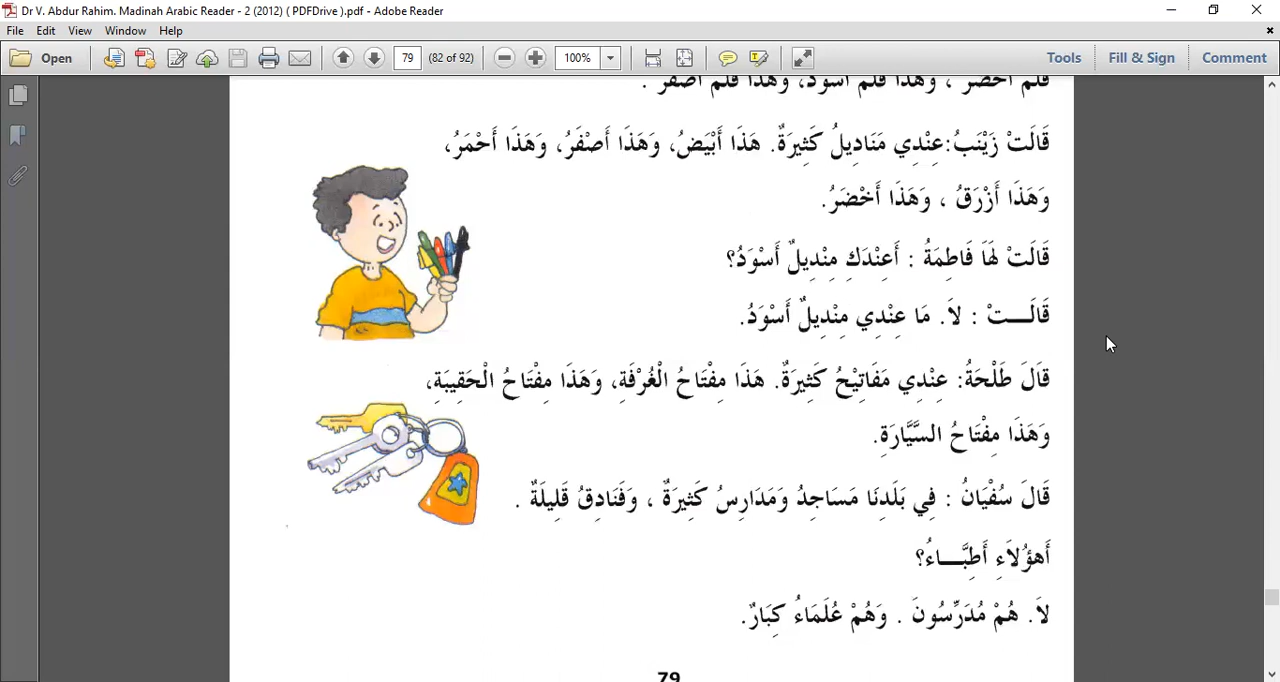 Dr V. Abdur Rahim. Madinah Arabic Reader - 2 (2012) ( PDFDrive ).pdf - Adobe Reader
File Edit View Window Help
Open 79 (82 of 92) 100% Tools Fill & Sign Comment
قَلَم أَخْضَر ، وَهَذَا قَلَم أَسْوَد، وَهَذَا قَلَم أَصْفَر .
قَالَتْ زَيْنَبُ:عِنْدِي مَنَادِيلُ كَثِيرَةٌ. هَذَا أَبْيَضُ، وَهَذَا أَصْفَرُ، وَهَذَا أَحْمَرُ،
وَهَذَا أَزْرَقُ ، وَهَذَا أَخْضَرُ.
قَالَتْ لَهَا فَاطِمَةُ : أَعِنْدَكِ مِنْدِيلٌ أَسْوَدُ؟
قَالَـــتْ : لاَ. مَا عِنْدِي مِنْدِيلٌ أَسْوَدُ.
قَالَ طَلْحَةُ: عِنْدِي مَفَاتِيْحُ كَثِيرَةٌ. هَذَا مِفْتَاحُ الْغُرْفَةِ، وَهَذَا مِفْتَاحُ الْحَقِيبَةِ،
وَهَذَا مِفْتَاحُ السَّيَّارَةِ.
قَالَ سُفْيَانُ : فِي بَلَدِنَا مَسَاجِدُ وَمَدَارِسُ كَثِيرَةٌ ، وَفَنَادِقُ قَلِيلَةٌ .
أَهؤُلاَءِ أَطِبَّـــاءُ؟
لاَ. هُمْ مُدَرِّسُونَ . وَهُمْ عُلَمَاءُ كِبَارٌ.
79